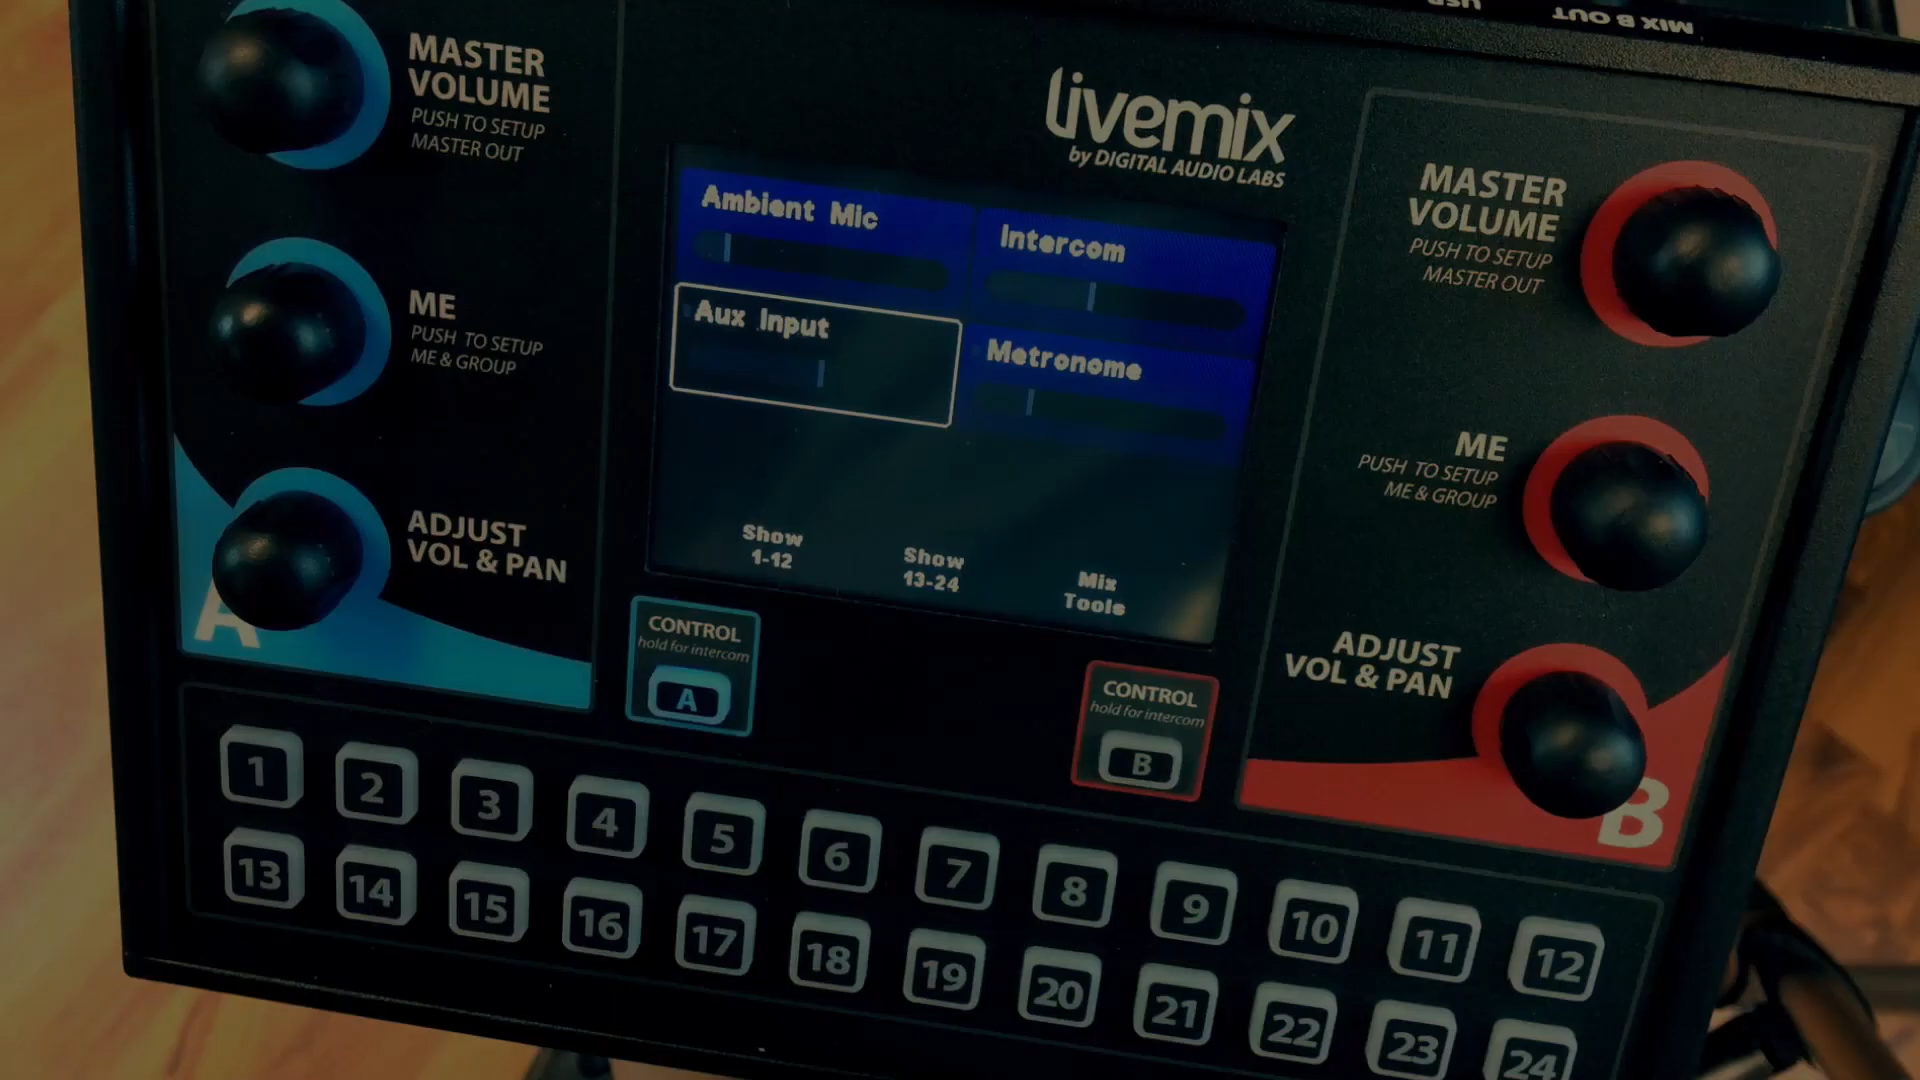 USB
MIX B OUT
MASTER
VOLUME
PUSH TO SETUP
MASTER OUT
ME
PUSH TO SETUP
ME & GROUP
ADJUST
VOL & PAN
A
livemix
by DIGITAL AUDIO LABS
Ambient Mic
Intercom
Aux Input
Metronome
Show
1-12
Show
13-24
Mix
Tools
CONTROL
hold for intercom
A
CONTROL
hold for intercom
B
MASTER
VOLUME
PUSH TO SETUP
MASTER OUT
ME
PUSH TO SETUP
ME & GROUP
ADJUST
VOL & PAN
B
1 2 3 4 5 6 7 8 9 10 11 12
13 14 15 16 17 18 19 20 21 22 23 24